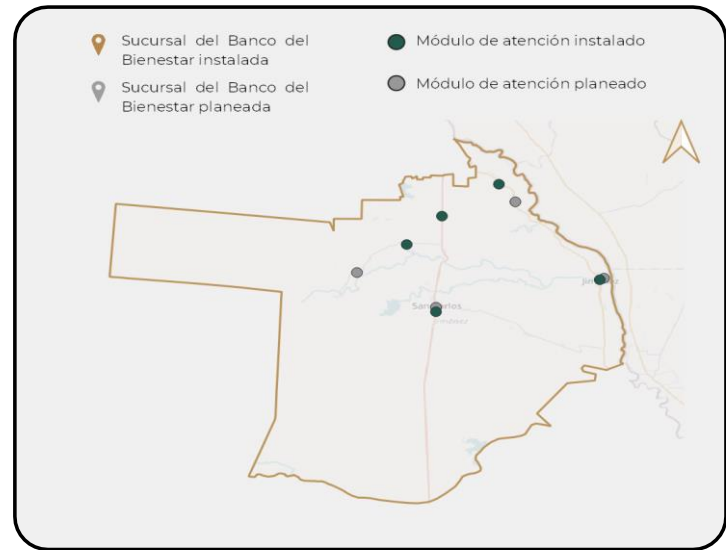 Sucursal del Banco del
Bienestar instalada
Sucursal del Banco del
Bienestar planeada
Módulo de atención instalado
Módulo de atención planeado